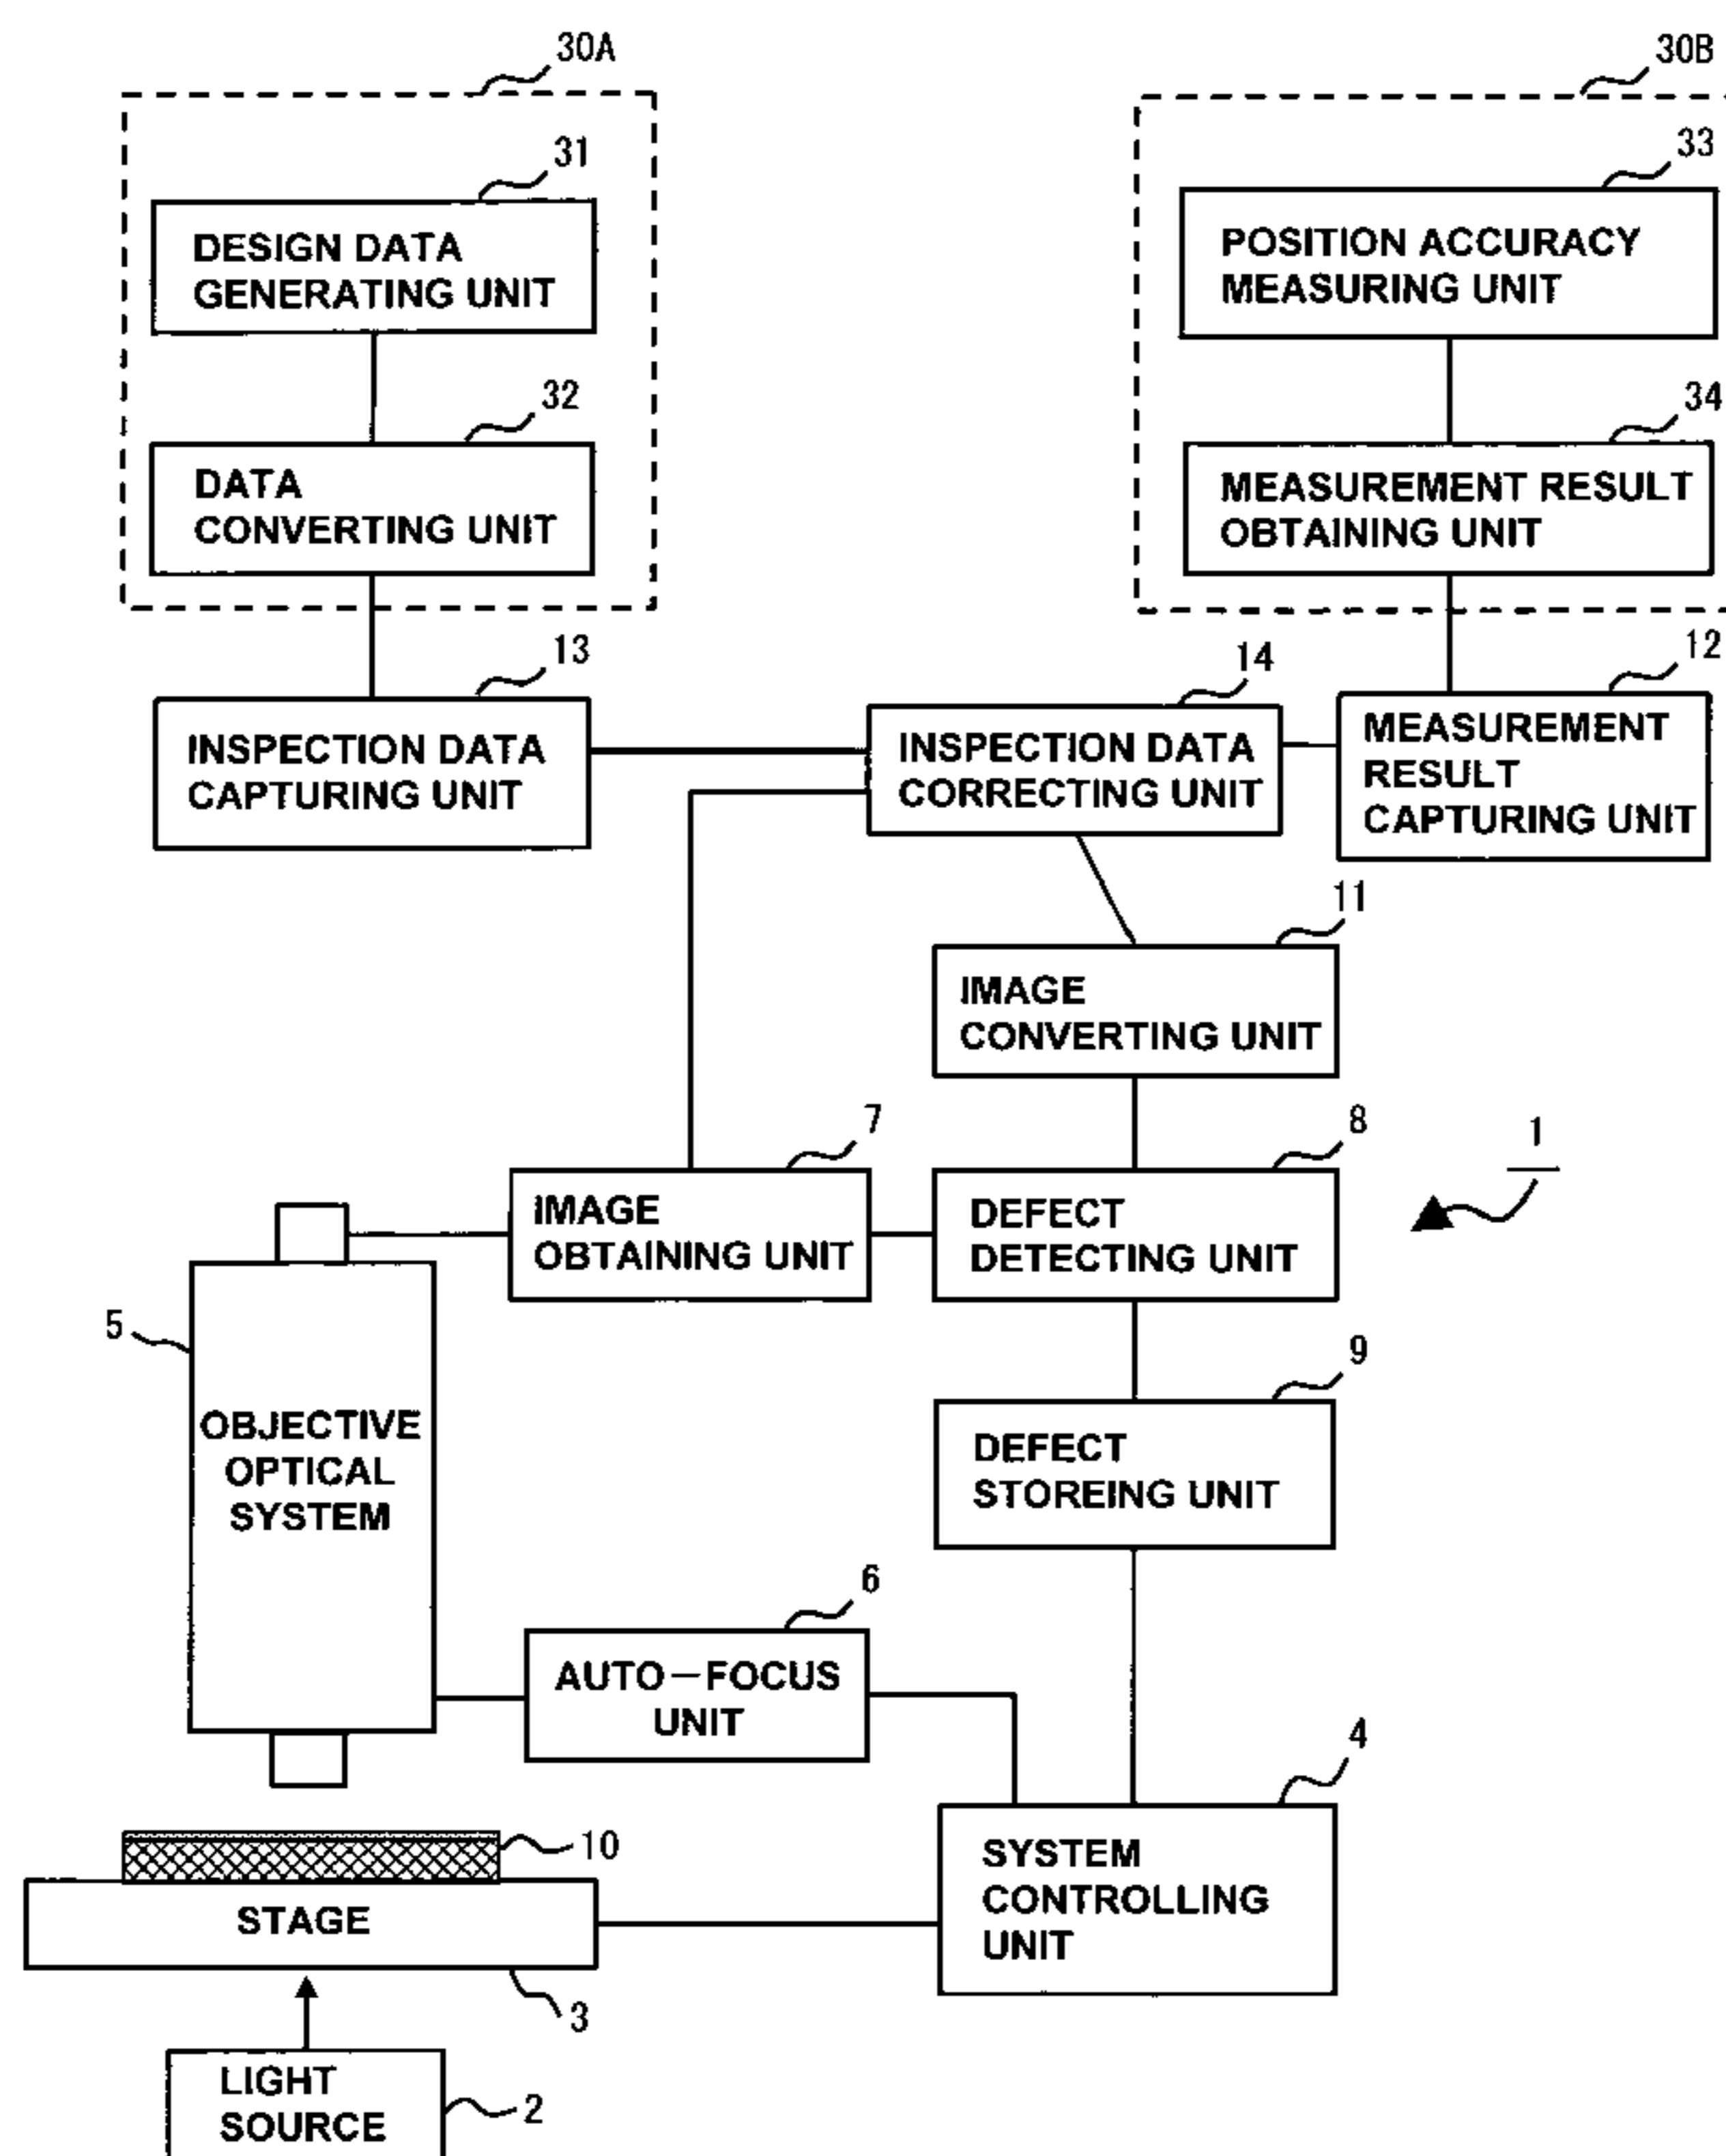 30A
30B
31
33
DESIGN DATA
GENERATING UNIT
POSITION ACCURACY
MEASURING UNIT
32
34
DATA
CONVERTING UNIT
MEASUREMENT RESULT
OBTAINING UNIT
13
14
12
INSPECTION DATA
CAPTURING UNIT
INSPECTION DATA
CORRECTING UNIT
MEASUREMENT
RESULT
CAPTURING UNIT
11
IMAGE
CONVERTING UNIT
7
8
1
IMAGE
OBTAINING UNIT
DEFECT
DETECTING UNIT
5
9
OBJECTIVE
OPTICAL
SYSTEM
DEFECT
STOREING UNIT
6
AUTO-FOCUS
UNIT
4
10
SYSTEM
CONTROLLING
UNIT
STAGE
3
LIGHT
SOURCE
2